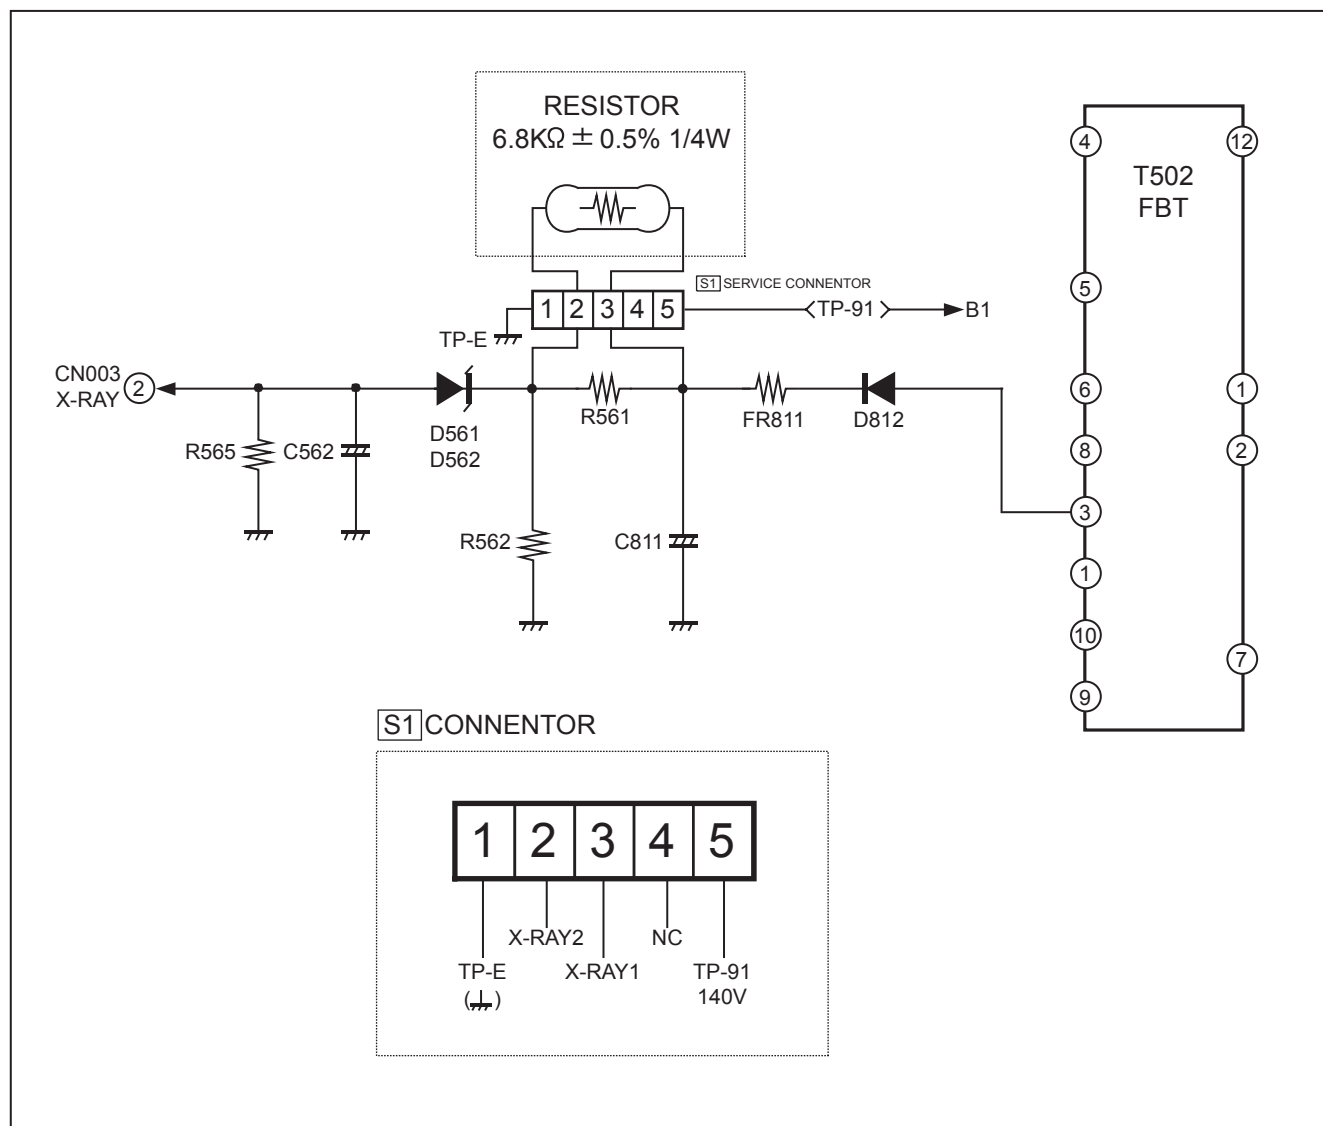 RESISTOR
6.8KΩ ± 0.5% 1/4W
4
12
T502
FBT
5
S1 SERVICE CONNENTOR
1 2 3 4 5
TP-91
B1
TP-E
CN003
X-RAY
2
D561
D562
R561
FR811
D812
6
1
R565
C562
8
2
R562
C811
3
1
10
7
9
S1 CONNENTOR
1 2 3 4 5
X-RAY2
NC
TP-E
( )
X-RAY1
TP-91
140V